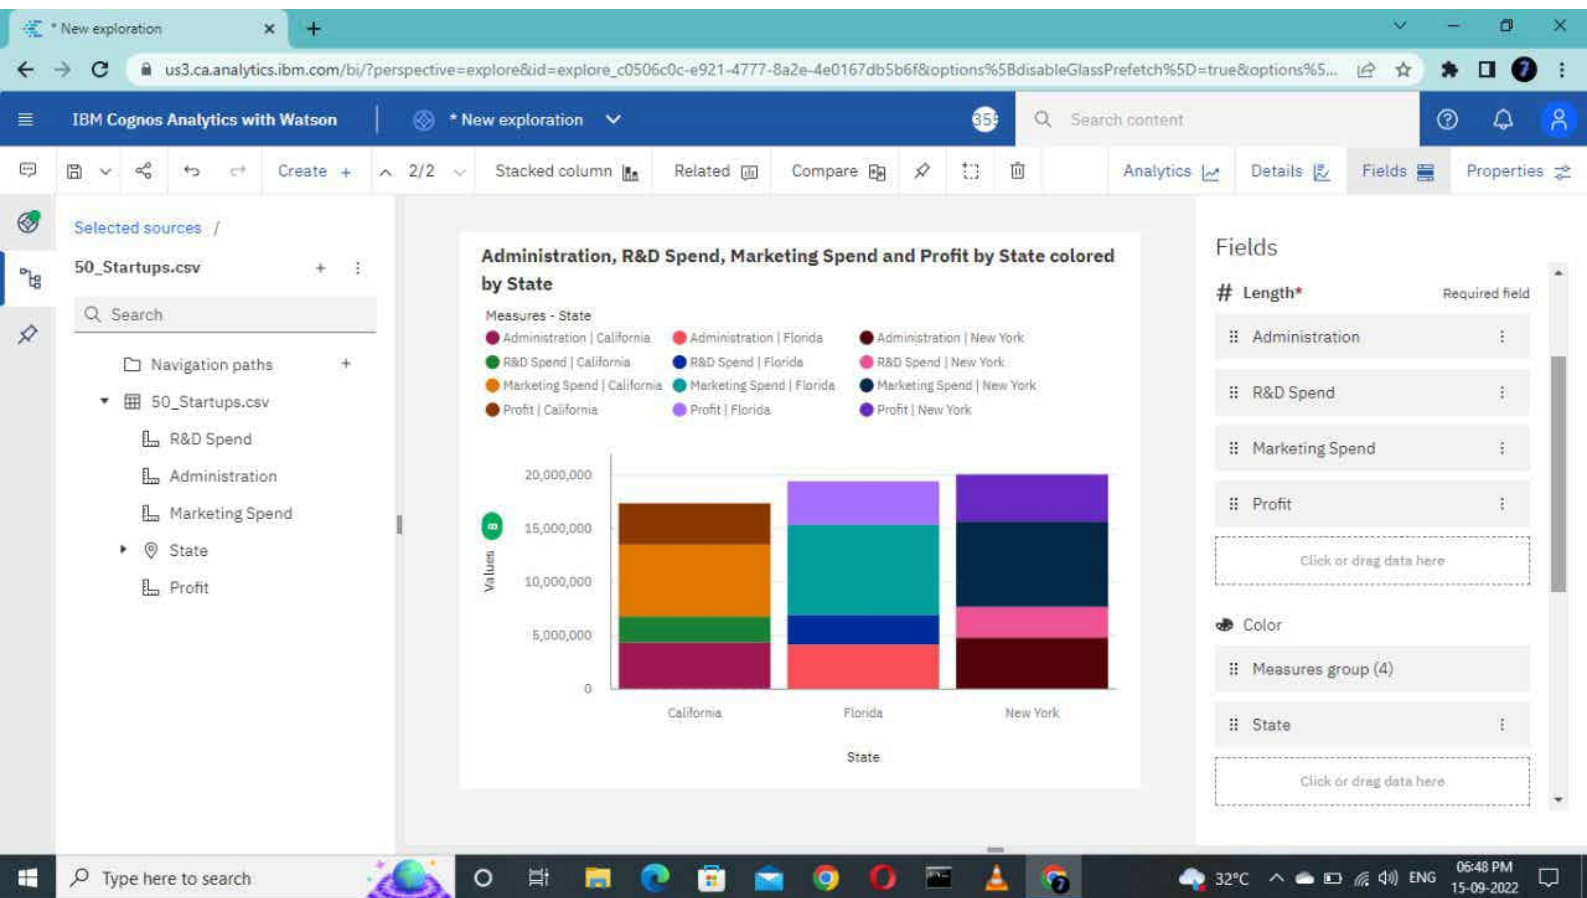 * New exploration
us3.ca.analytics.ibm.com/bi/?perspective=explore&id=explore_c0506c0c-e921-4777-8a2e-4e0167db5b6f&options%5BdisableGlassPrefetch%5D=true&options%5...
IBM Cognos Analytics with Watson
* New exploration
Search content
Create +
2/2
Stacked column
Related
Compare
Analytics
Details
Fields
Properties
Selected sources /
50_Startups.csv
Search
Navigation paths
50_Startups.csv
R&D Spend
Administration
Marketing Spend
State
Profit
Administration, R&D Spend, Marketing Spend and Profit by State colored
by State
Measures - State
Administration | California Administration | Florida Administration | New York
R&D Spend | California R&D Spend | Florida R&D Spend | New York
Marketing Spend | California Marketing Spend | Florida Marketing Spend | New York
Profit | California Profit | Florida Profit | New York
Values
20,000,000
15,000,000
10,000,000
5,000,000
0
California
Florida
New York
State
Fields
# Length* Required field
Administration
R&D Spend
Marketing Spend
Profit
Click or drag data here
Color
Measures group (4)
State
Click or drag data here
Type here to search
32°C
ENG
06:48 PM
15-09-2022